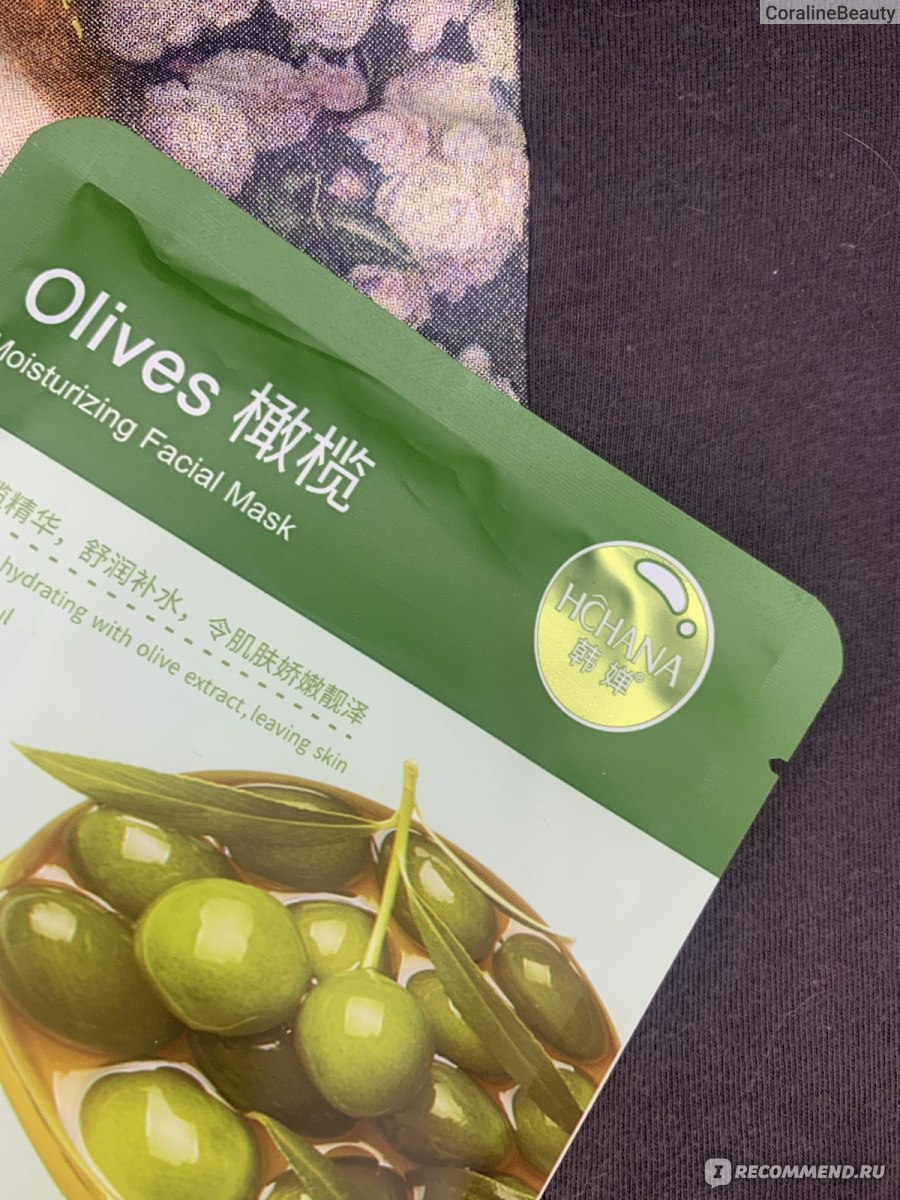 CoralineBeauty
Olives 橄榄
Moisturizing Facial Mask
精华，舒润补水，令肌肤娇嫩靓泽
hydrating with olive extract, leaving skin
HĈHANA
韩婵®
RECOMMEND.RU